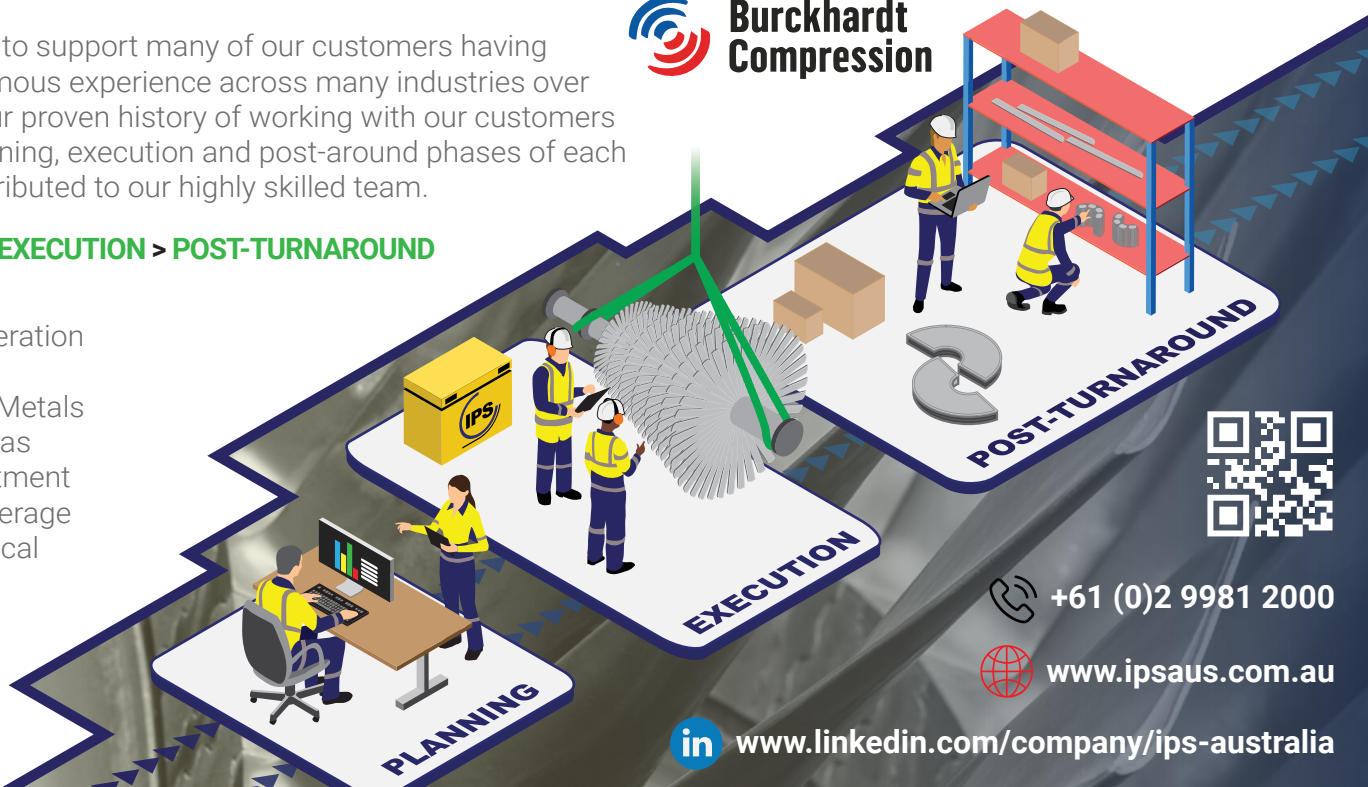 Burckhardt
Compression
to support many of our customers having
mous experience across many industries over
ur proven history of working with our customers
ning, execution and post-around phases of each
ributed to our highly skilled team.
EXECUTION > POST-TURNAROUND
eration
Metals
as
tment
erage
cal
IPS
POST-TURNAROUND
EXECUTION
PLANNING
+61 (0)2 9981 2000
www.ipsaus.com.au
in www.linkedin.com/company/ips-australia